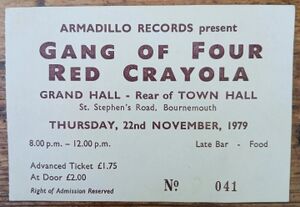 ARMADILLO RECORDS present
GANG OF FOUR
RED CRAYOLA
GRAND HALL - Rear of TOWN HALL
St. Stephen's Road, Bournemouth
THURSDAY, 22nd NOVEMBER, 1979
8.00 p.m. – 12.00 p.m. Late Bar - Food
Advanced Ticket £1.75
At Door £2.00
Right of Admission Reserved
No 041